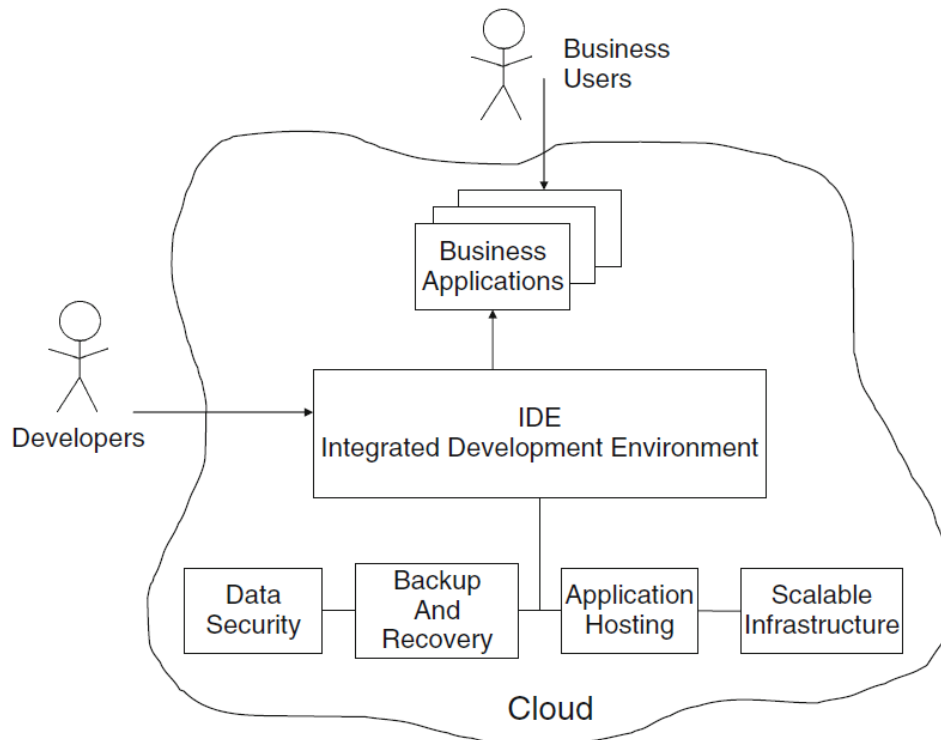 Business
Users
Business
Applications
Developers
IDE
Integrated Development Environment
Data
Security
Backup
And
Recovery
Application
Hosting
Scalable
Infrastructure
Cloud